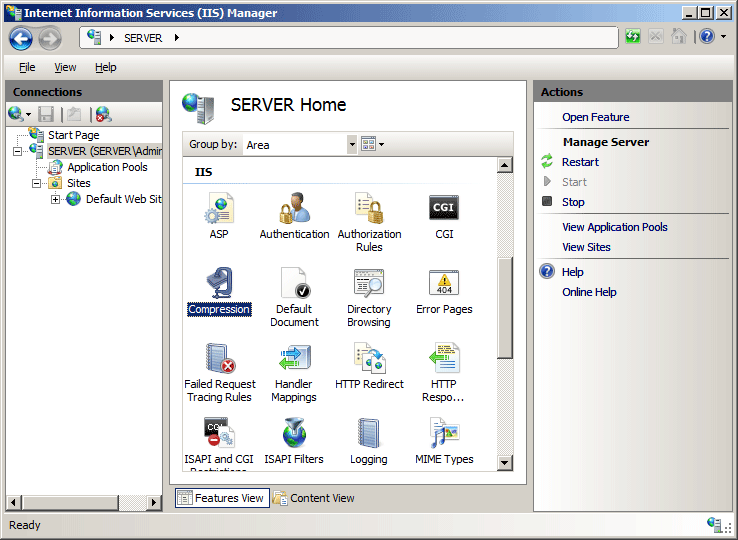 Internet Information Services (IIS) Manager
SERVER
File View Help
Connections
Start Page
SERVER (SERVER\Admir
Application Pools
Sites
Default Web Sit
SERVER Home
Group by: Area
IIS
ASP
Authentication
Authorization
Rules
CGI
CGI
Compression
Default
Document
Directory
Browsing
404
Error Pages
Failed Request
Tracing Rules
Handler
Mappings
HTTP Redirect
HTTP
Respo...
CGI
ISAPI and CGI
Restrictions
ISAPI Filters
Logging
MIME Types
Features View
Content View
Actions
Open Feature
Manage Server
Restart
Start
Stop
View Application Pools
View Sites
Help
Online Help
Ready